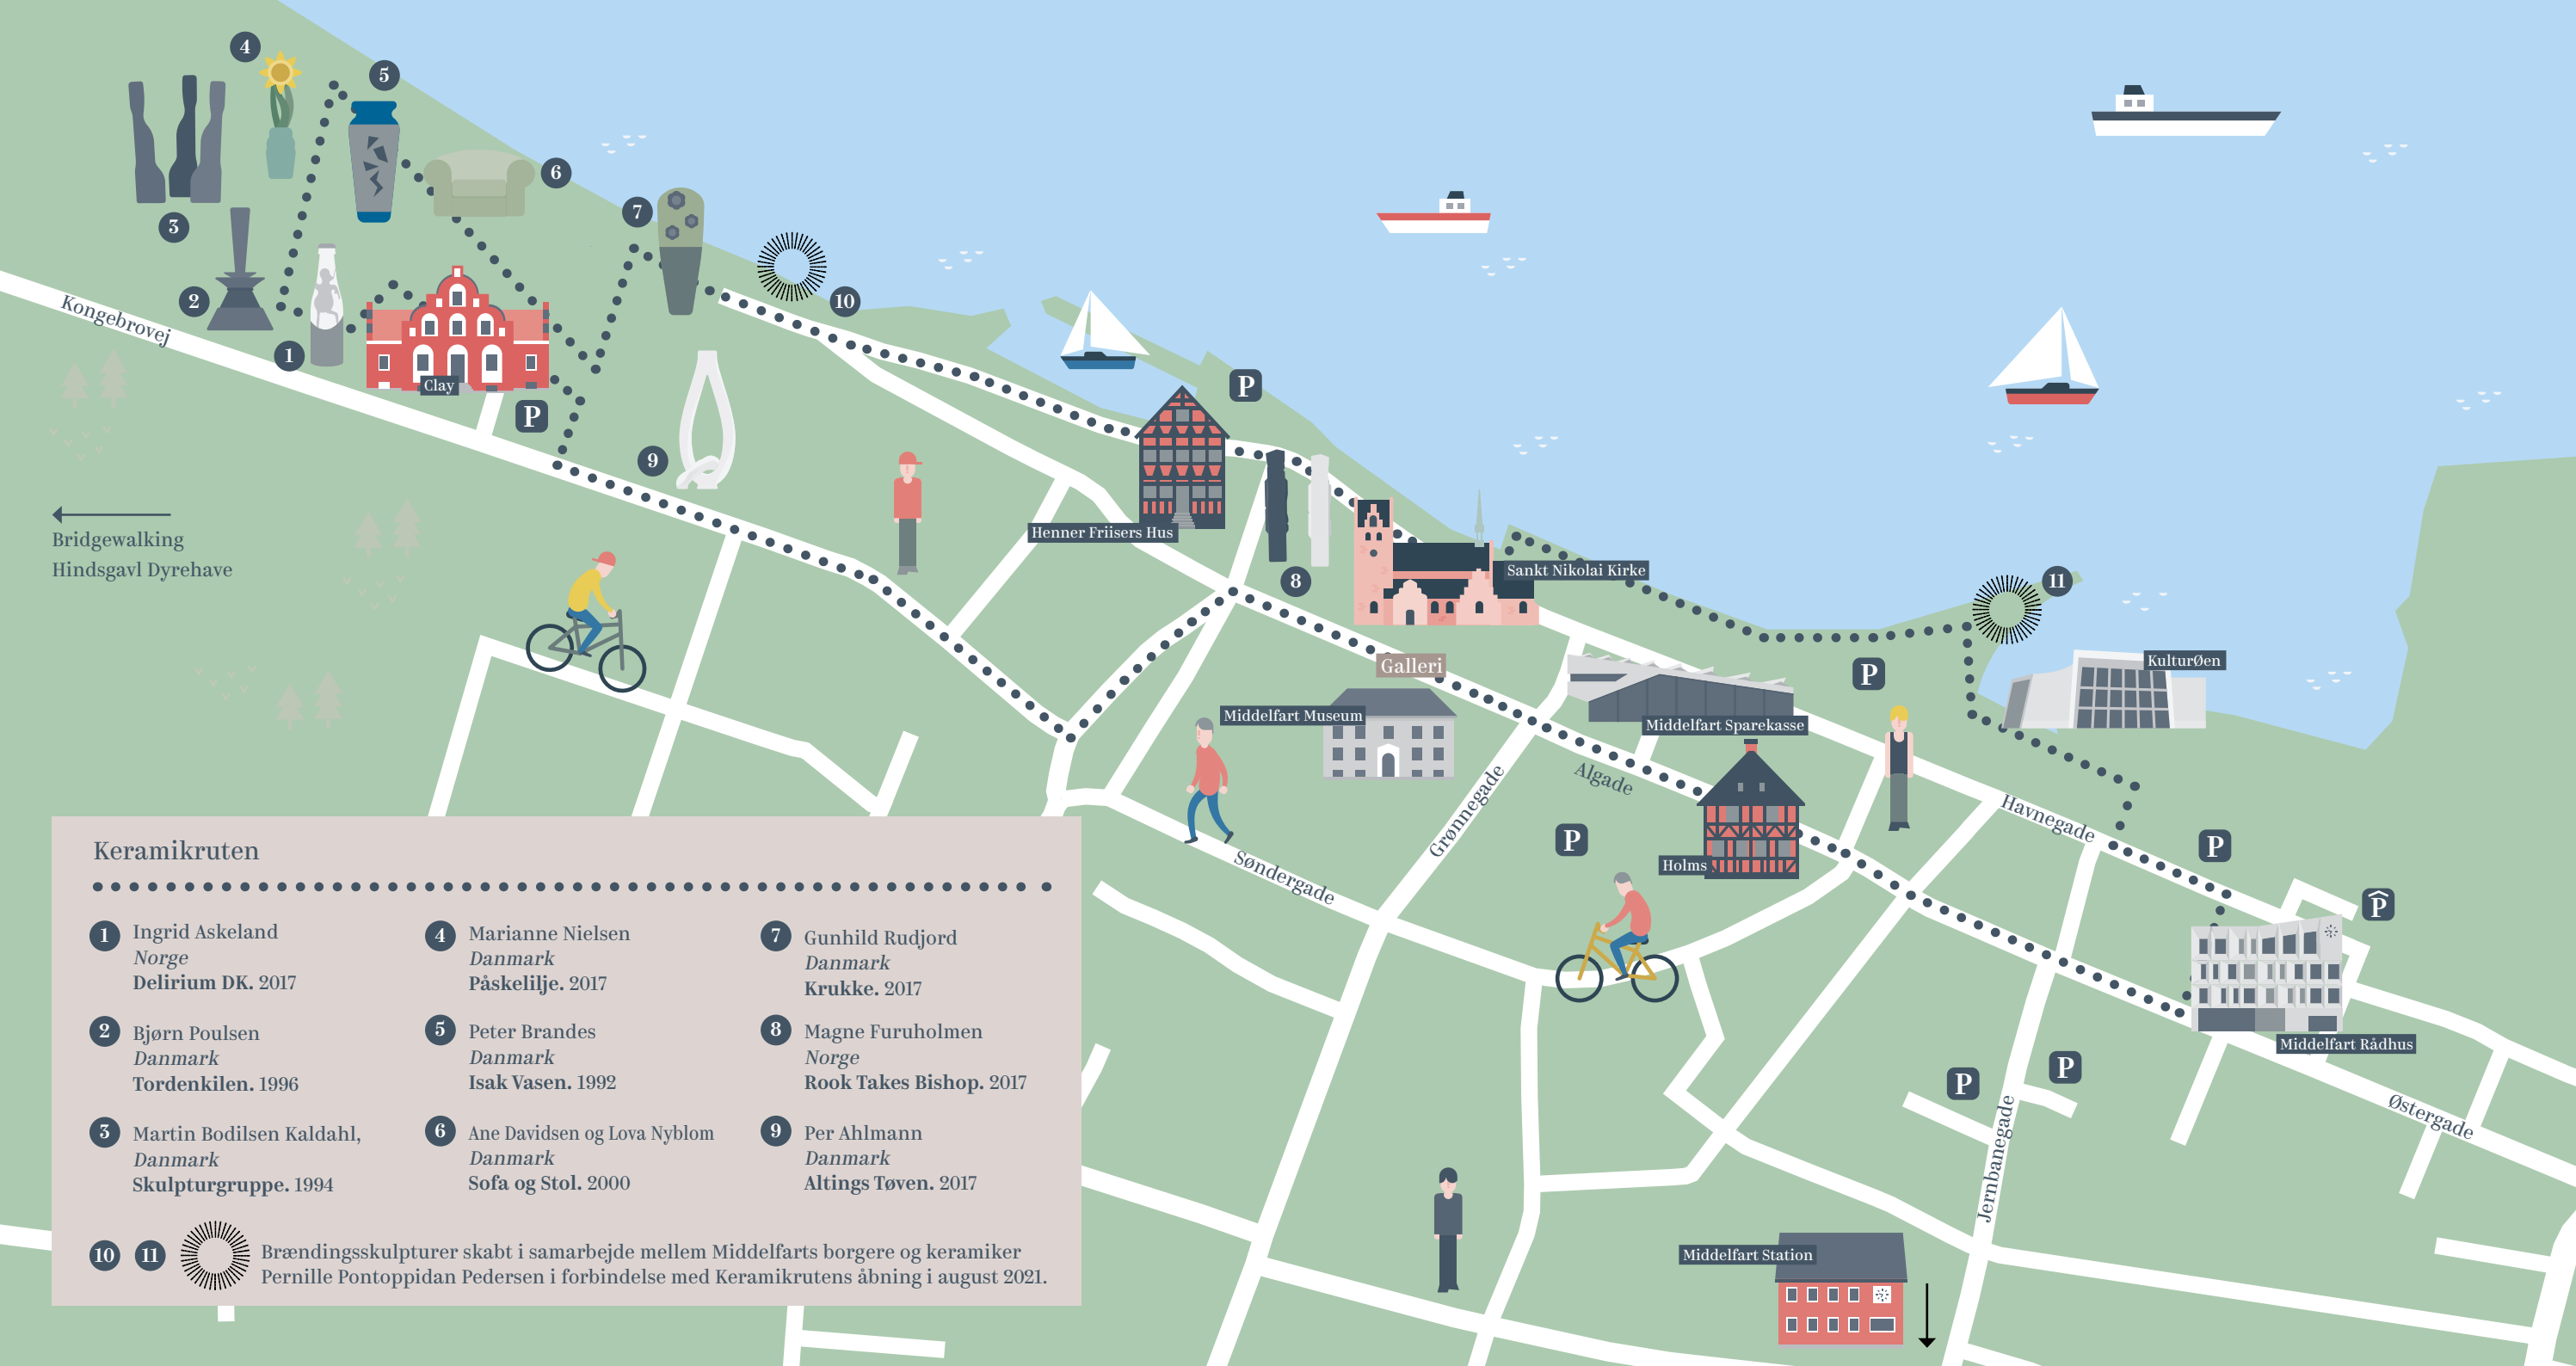 4
5
6
7
3
2
10
1
Kongebrovej
Clay
P
P
9
Bridgewalking
Hindsgavl Dyrehave
Henner Friisers Hus
8
Sankt Nikolai Kirke
11
Galleri
P
KulturØen
Middelfart Museum
Middelfart Sparekasse
Algade
Grønnegade
Havnegade
P
P
Holms
Søndergade
P
Middelfart Rådhus
P
P
Østergade
Jernbanegade
Middelfart Station
Keramikruten
1
Ingrid Askeland
Norge
Delirium DK. 2017
2
Bjørn Poulsen
Danmark
Tordenkilen. 1996
3
Martin Bodilsen Kaldahl,
Danmark
Skulpturgruppe. 1994
4
Marianne Nielsen
Danmark
Påskelilje. 2017
5
Peter Brandes
Danmark
Isak Vasen. 1992
6
Ane Davidsen og Lova Nyblom
Danmark
Sofa og Stol. 2000
7
Gunhild Rudjord
Danmark
Krukke. 2017
8
Magne Furuholmen
Norge
Rook Takes Bishop. 2017
9
Per Ahlmann
Danmark
Altings Tøven. 2017
10 11
Brændingsskulpturer skabt i samarbejde mellem Middelfarts borgere og keramiker
Pernille Pontoppidan Pedersen i forbindelse med Keramikrutens åbning i august 2021.